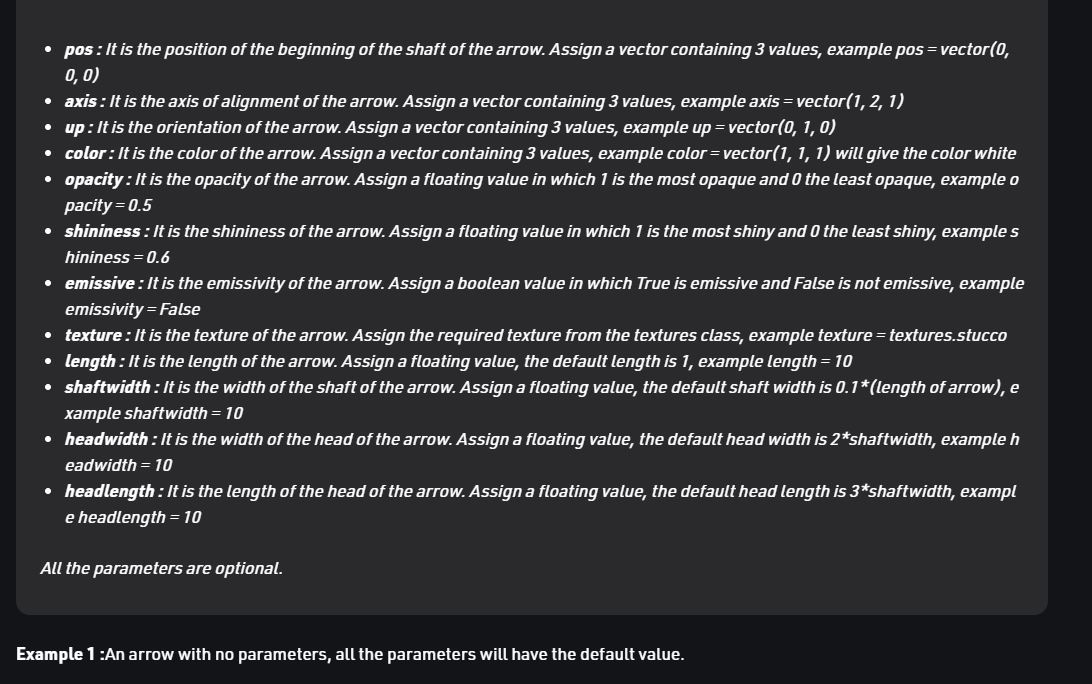 • pos : It is the position of the beginning of the shaft of the arrow. Assign a vector containing 3 values, example pos = vector(0,
0, 0)
• axis : It is the axis of alignment of the arrow. Assign a vector containing 3 values, example axis = vector(1, 2, 1)
• up : It is the orientation of the arrow. Assign a vector containing 3 values, example up = vector(0, 1, 0)
• color : It is the color of the arrow. Assign a vector containing 3 values, example color = vector(1, 1, 1) will give the color white
• opacity : It is the opacity of the arrow. Assign a floating value in which 1 is the most opaque and 0 the least opaque, example o
pacity = 0.5
• shininess : It is the shininess of the arrow. Assign a floating value in which 1 is the most shiny and 0 the least shiny, example s
hininess = 0.6
• emissive : It is the emissivity of the arrow. Assign a boolean value in which True is emissive and False is not emissive, example
emissivity = False
• texture : It is the texture of the arrow. Assign the required texture from the textures class, example texture = textures.stucco
• length : It is the length of the arrow. Assign a floating value, the default length is 1, example length = 10
• shaftwidth : It is the width of the shaft of the arrow. Assign a floating value, the default shaft width is 0.1*(length of arrow), e
xample shaftwidth = 10
• headwidth : It is the width of the head of the arrow. Assign a floating value, the default head width is 2*shaftwidth, example h
eadwidth = 10
• headlength : It is the length of the head of the arrow. Assign a floating value, the default head length is 3*shaftwidth, exampl
e headlength = 10
All the parameters are optional.
Example 1 :An arrow with no parameters, all the parameters will have the default value.